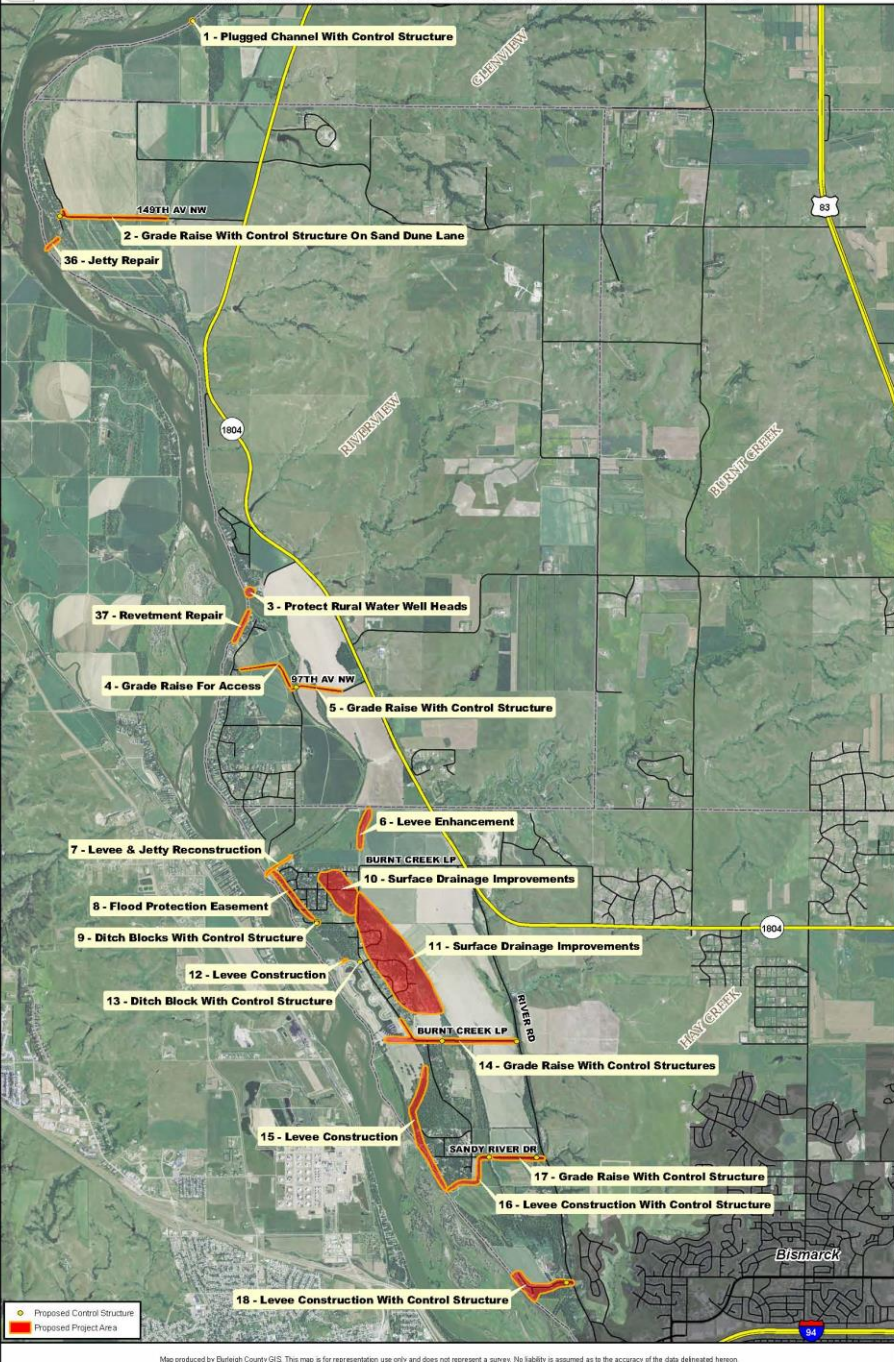 1 - Plugged Channel With Control Structure
GLENVIEW
83
149TH AV NW
2 - Grade Raise With Control Structure On Sand Dune Lane
36 - Jetty Repair
RIVERVIEW
1804
BURNT CREEK
3 - Protect Rural Water Well Heads
37 - Revetment Repair
97TH AV NW
4 - Grade Raise For Access
5 - Grade Raise With Control Structure
6 - Levee Enhancement
7 - Levee & Jetty Reconstruction
BURNT CREEK LP
10 - Surface Drainage Improvements
8 - Flood Protection Easement
1804
9 - Ditch Blocks With Control Structure
11 - Surface Drainage Improvements
12 - Levee Construction
13 - Ditch Block With Control Structure
RIVER RD
HAY CREEK
BURNT CREEK LP
14 - Grade Raise With Control Structures
15 - Levee Construction
SANDY RIVER DR
17 - Grade Raise With Control Structure
16 - Levee Construction With Control Structure
Bismarck
18 - Levee Construction With Control Structure
Proposed Control Structure
Proposed Project Area
94
Map produced by Burleigh County GIS. This map is for representation use only and does not represent a survey. No liability is assumed as to the accuracy of the data delineated hereon.